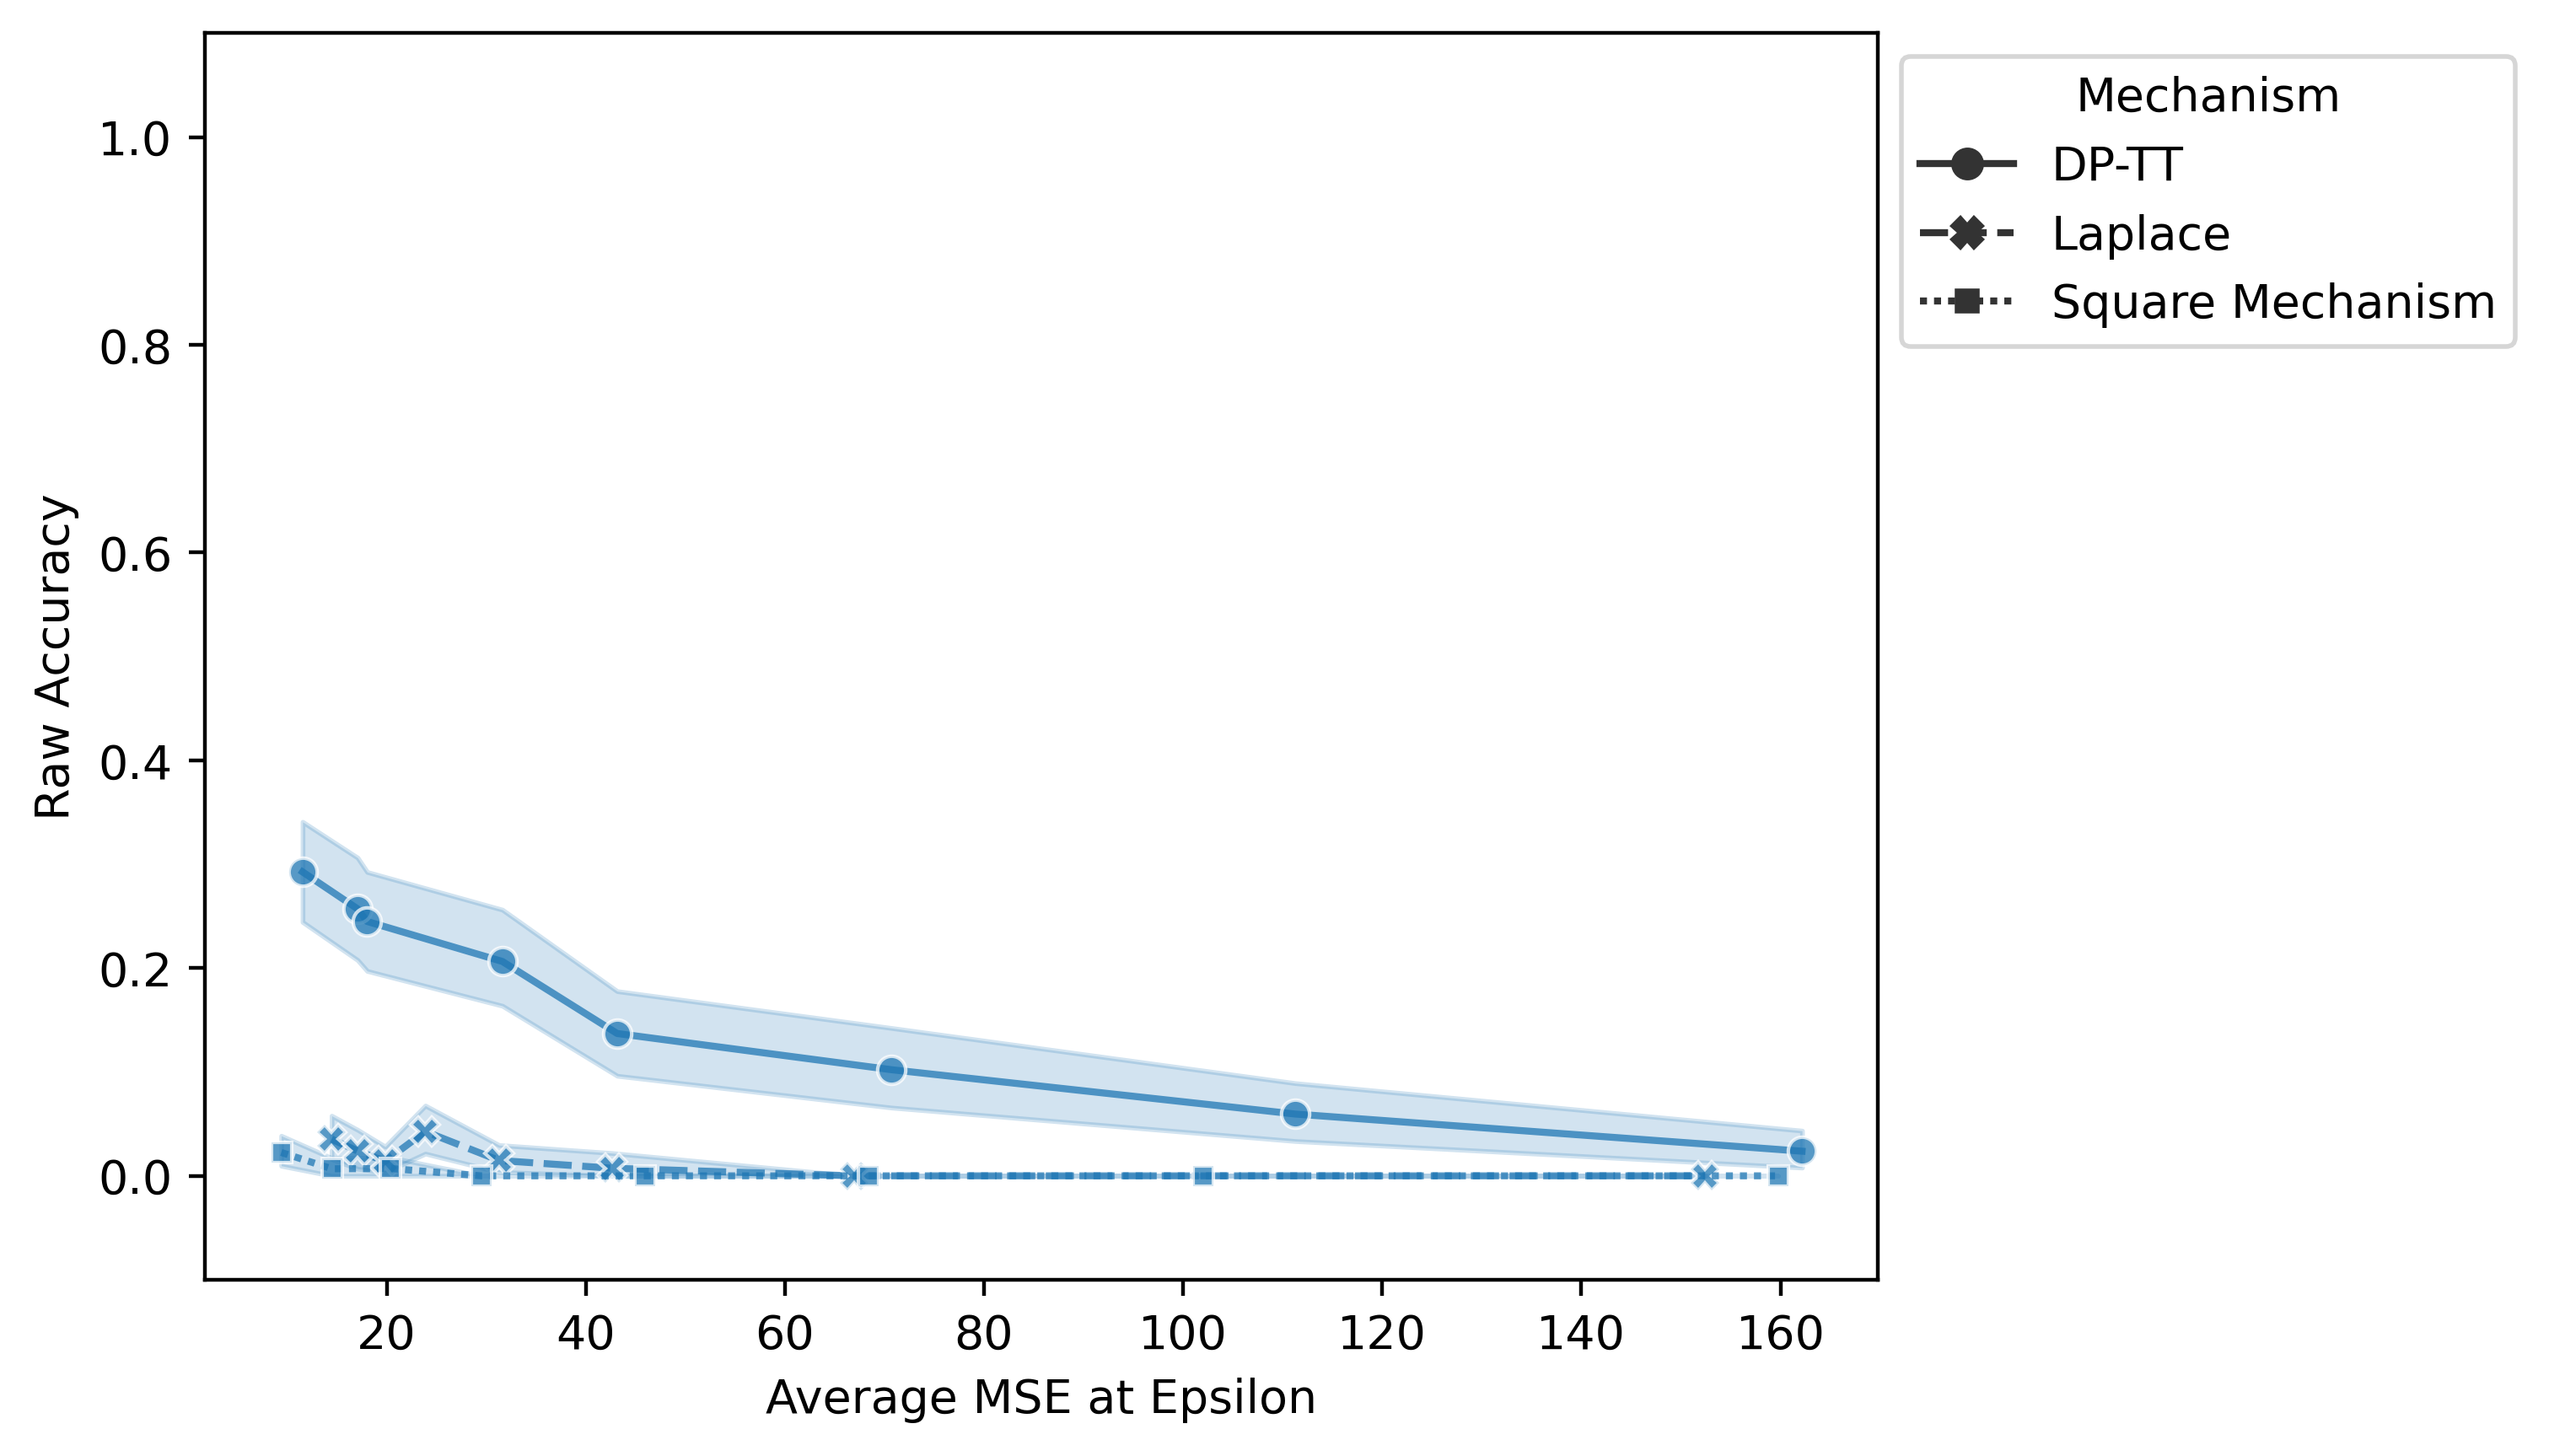 Mechanism
DP-TT
Laplace
Square Mechanism
Raw Accuracy
1.0
0.8
0.6
0.4
0.2
0.0
20 40 60 80 100 120 140 160
Average MSE at Epsilon